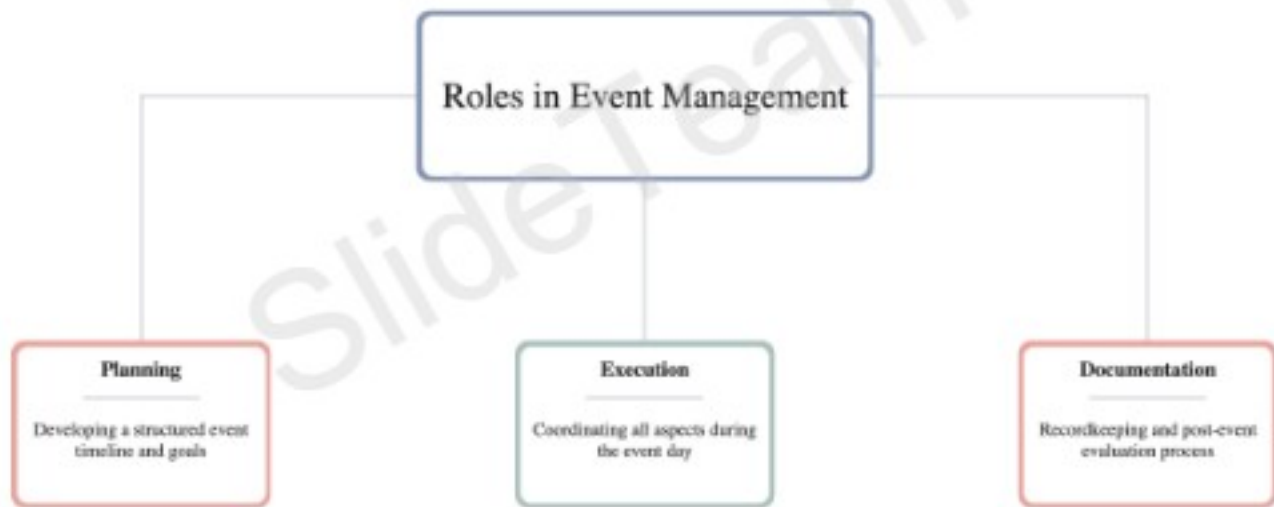 Roles in Event Management
SlideTeam
Planning
Developing a structured event
timeline and goals
Execution
Coordinating all aspects during
the event day
Documentation
Recordkeeping and post-event
evaluation process